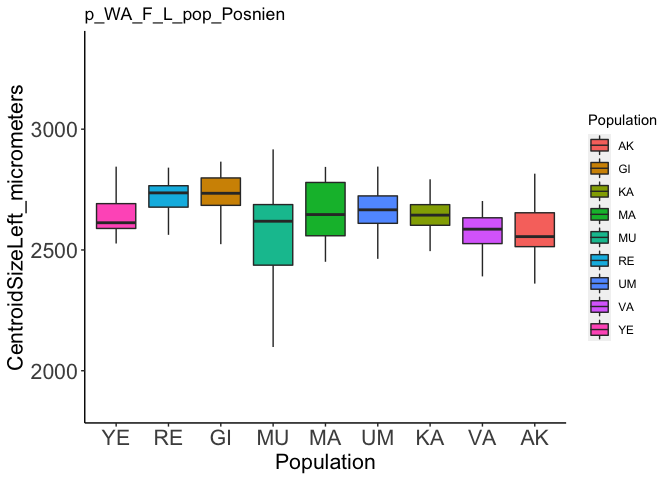 p_WA_F_L_pop_Posnien
CentroidSizeLeft_micrometers
3000
2500
2000
YE RE GI MU MA UM KA VA AK
Population
Population
AK
GI
KA
MA
MU
RE
UM
VA
YE